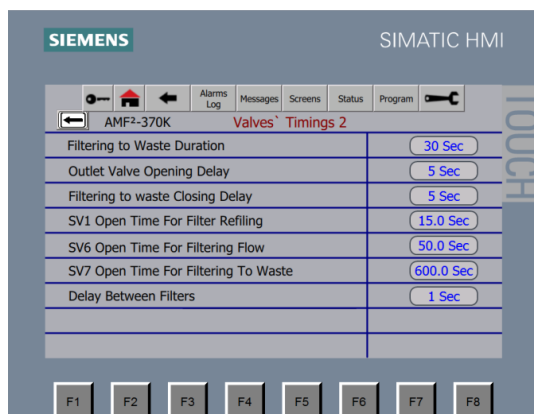 SIEMENS
SIMATIC HMI
TOUCH
Alarms Log
Messages
Screens
Status
Program
AMF²-370K
Valves` Timings 2
Filtering to Waste Duration 30 Sec
Outlet Valve Opening Delay 5 Sec
Filtering to waste Closing Delay 5 Sec
SV1 Open Time For Filter Refiling 15.0 Sec
SV6 Open Time For Filtering Flow 50.0 Sec
SV7 Open Time For Filtering To Waste 600.0 Sec
Delay Between Filters 1 Sec
F1 F2 F3 F4 F5 F6 F7 F8